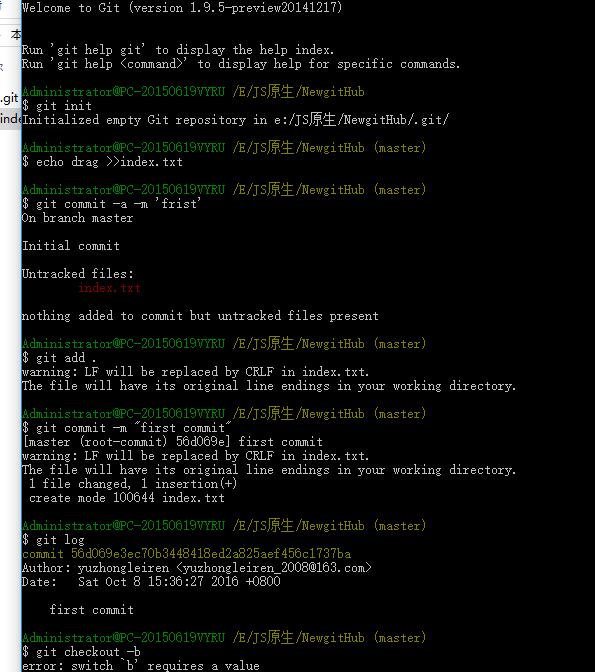 Welcome to Git (version 1.9.5-preview20141217)
本
Run 'git help git' to display the help index.
Run 'git help <command>' to display help for specific commands.
Administrator@PC-20150619VYRU /E/JS原生/NewgitHub
.git
$ git init
Initialized empty Git repository in e:/JS原生/NewgitHub/.git/
inde
Administrator@PC-20150619VYRU /E/JS原生/NewgitHub (master)
$ echo drag >>index.txt
Administrator@PC-20150619VYRU /E/JS原生/NewgitHub (master)
$ git commit -a -m 'frist'
On branch master
Initial commit
Untracked files:
index.txt
nothing added to commit but untracked files present
Administrator@PC-20150619VYRU /E/JS原生/NewgitHub (master)
$ git add .
warning: LF will be replaced by CRLF in index.txt.
The file will have its original line endings in your working directory.
Administrator@PC-20150619VYRU /E/JS原生/NewgitHub (master)
$ git commit -m "first commit"
[master (root-commit) 56d069e] first commit
warning: LF will be replaced by CRLF in index.txt.
The file will have its original line endings in your working directory.
1 file changed, 1 insertion(+)
create mode 100644 index.txt
Administrator@PC-20150619VYRU /E/JS原生/NewgitHub (master)
$ git log
commit 56d069e3ec70b3448418ed2a825aef456c1737ba
Author: yuzhongleiren <yuzhongleiren_2008@163.com>
Date: Sat Oct 8 15:36:27 2016 +0800
first commit
Administrator@PC-20150619VYRU /E/JS原生/NewgitHub (master)
$ git checkout -b
error: switch `b' requires a value